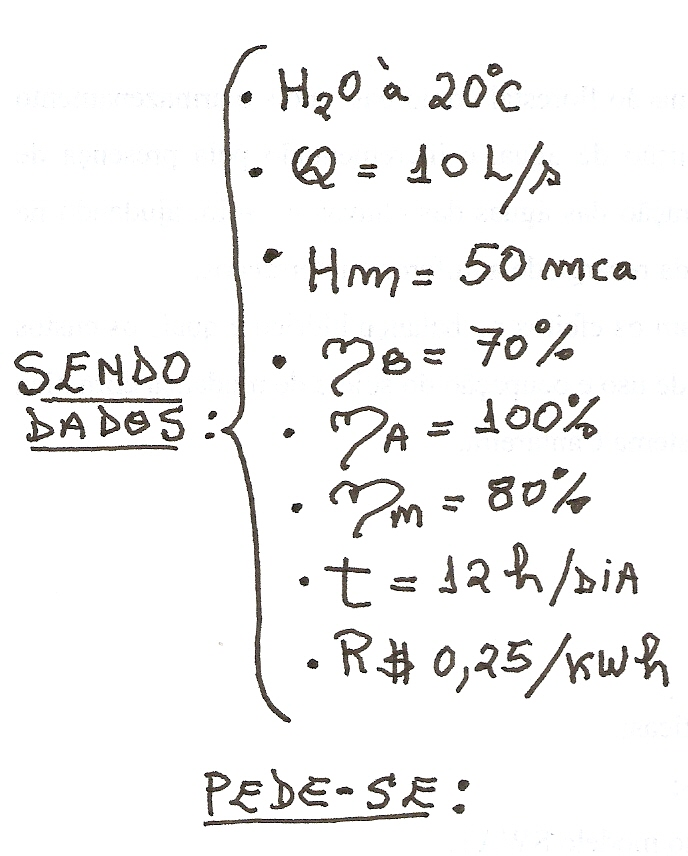 • H₂O à 20°C
• Q = 10 L/s
• Hm = 50 mca
• ηB = 70%
SENDO
DADOS:
• ηA = 100%
• ηm = 80%
• t = 12 h/DiA
• R$ 0,25/KWh
PEDE-SE: